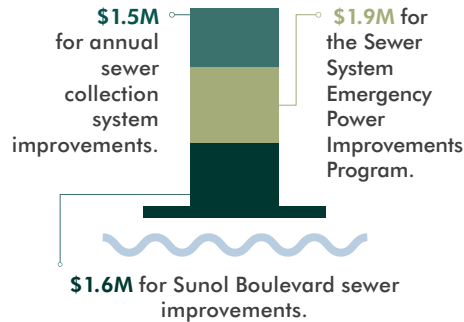 $1.5M
for annual
sewer
collection
system
improvements.
$1.9M for
the Sewer
System
Emergency
Power
Improvements
Program.
$1.6M for Sunol Boulevard sewer
improvements.